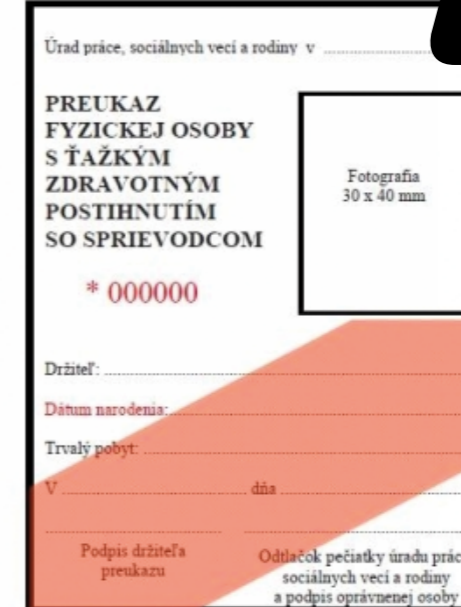 Úrad práce, sociálnych vecí a rodiny v
PREUKAZ
FYZICKEJ OSOBY
S ŤAŽKÝM
ZDRAVOTNÝM
POSTIHNUTÍM
SO SPRIEVODCOM
* 000000
Fotografia
30 x 40 mm
Držiteľ:
Dátum narodenia:
Trvalý pobyt:
V dňa
Podpis držiteľa
preukazu
Odtlačok pečiatky úradu prác
sociálnych vecí a rodiny
a podpis oprávnenej osoby